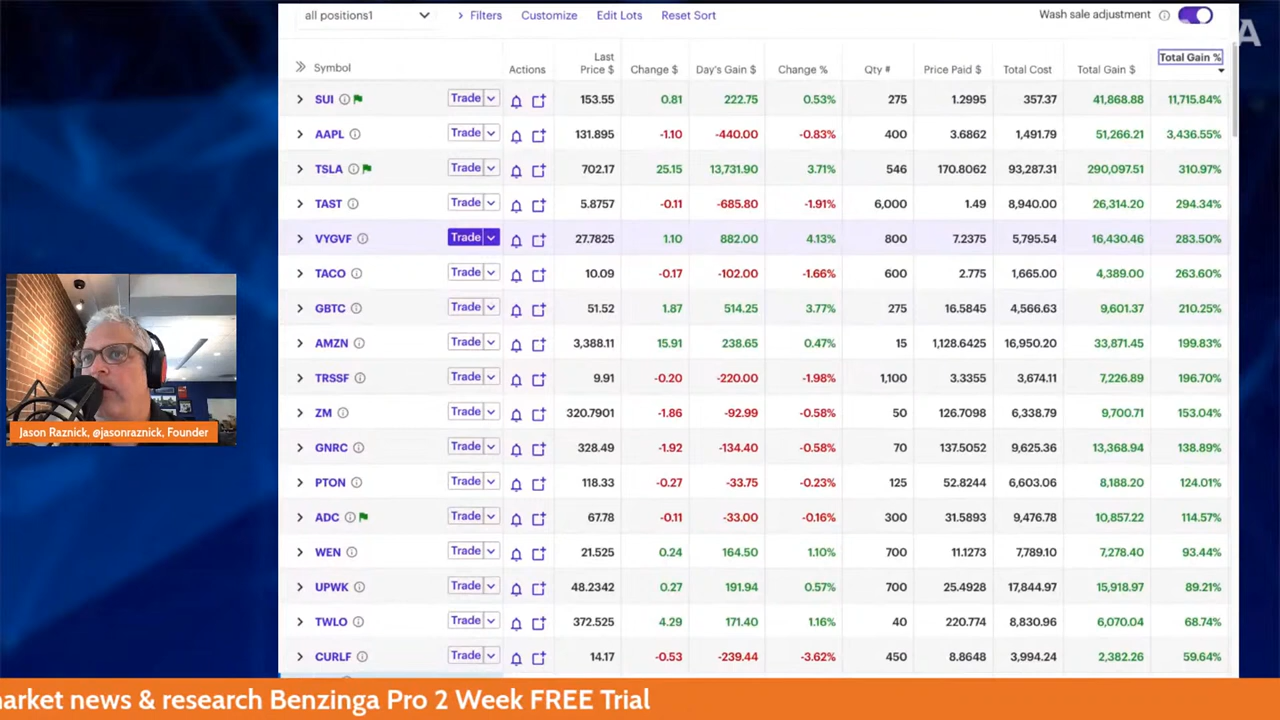 all positions1 Filters Customize Edit Lots Reset Sort Wash sale adjustment
A
Symbol Actions Last Price $ Change $ Day's Gain $ Change % Qty # Price Paid $ Total Cost Total Gain $ Total Gain %
SUI Trade 153.55 0.81 222.75 0.53% 275 1.2995 357.37 41,868.88 11,715.84%
AAPL Trade 131.895 -1.10 -440.00 -0.83% 400 3.6862 1,491.79 51,266.21 3,436.55%
TSLA Trade 702.17 25.15 13,731.90 3.71% 546 170.8062 93,287.31 290,097.51 310.97%
TAST Trade 5.8757 -0.11 -685.80 -1.91% 6,000 1.49 8,940.00 26,314.20 294.34%
VYGVF Trade 27.7825 1.10 882.00 4.13% 800 7.2375 5,795.54 16,430.46 283.50%
TACO Trade 10.09 -0.17 -102.00 -1.66% 600 2.775 1,665.00 4,389.00 263.60%
GBTC Trade 51.52 1.87 514.25 3.77% 275 16.5845 4,566.63 9,601.37 210.25%
AMZN Trade 3,388.11 15.91 238.65 0.47% 15 1,128.6425 16,950.20 33,871.45 199.83%
TRSSF Trade 9.91 -0.20 -220.00 -1.98% 1,100 3.3355 3,674.11 7,226.89 196.70%
ZM Trade 320.7901 -1.86 -92.99 -0.58% 50 126.7098 6,338.79 9,700.71 153.04%
GNRC Trade 328.49 -1.92 -134.40 -0.58% 70 137.5052 9,625.36 13,368.94 138.89%
PTON Trade 118.33 -0.27 -33.75 -0.23% 125 52.8244 6,603.06 8,188.20 124.01%
ADC Trade 67.78 -0.11 -33.00 -0.16% 300 31.5893 9,476.78 10,857.22 114.57%
WEN Trade 21.525 0.24 164.50 1.10% 700 11.1273 7,789.10 7,278.40 93.44%
UPWK Trade 48.2342 0.27 191.94 0.57% 700 25.4928 17,844.97 15,918.97 89.21%
TWLO Trade 372.525 4.29 171.40 1.16% 40 220.774 8,830.96 6,070.04 68.74%
CURLF Trade 14.17 -0.53 -239.44 -3.62% 450 8.8648 3,994.24 2,382.26 59.64%
Jason Raznick, @jasonraznick, Founder
market news & research Benzinga Pro 2 Week FREE Trial